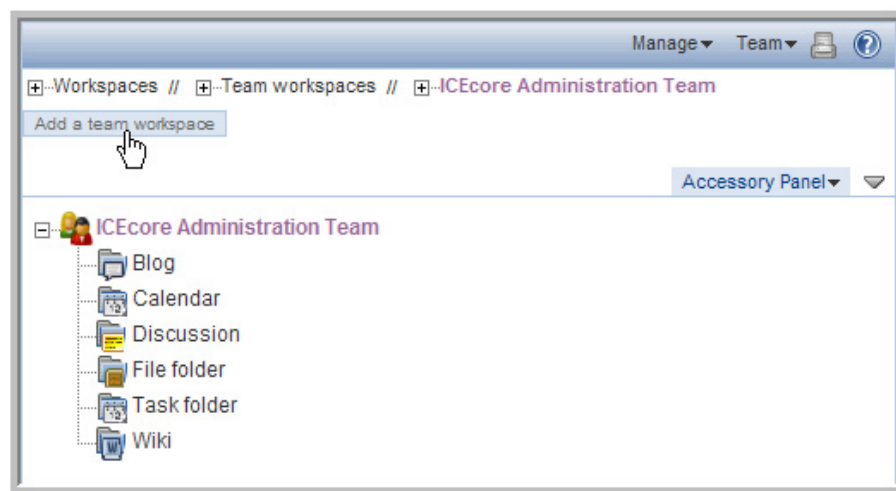 Manage Team
Workspaces // Team workspaces // ICEcore Administration Team
Add a team workspace
Accessory Panel
ICEcore Administration Team
Blog
Calendar
Discussion
File folder
Task folder
Wiki